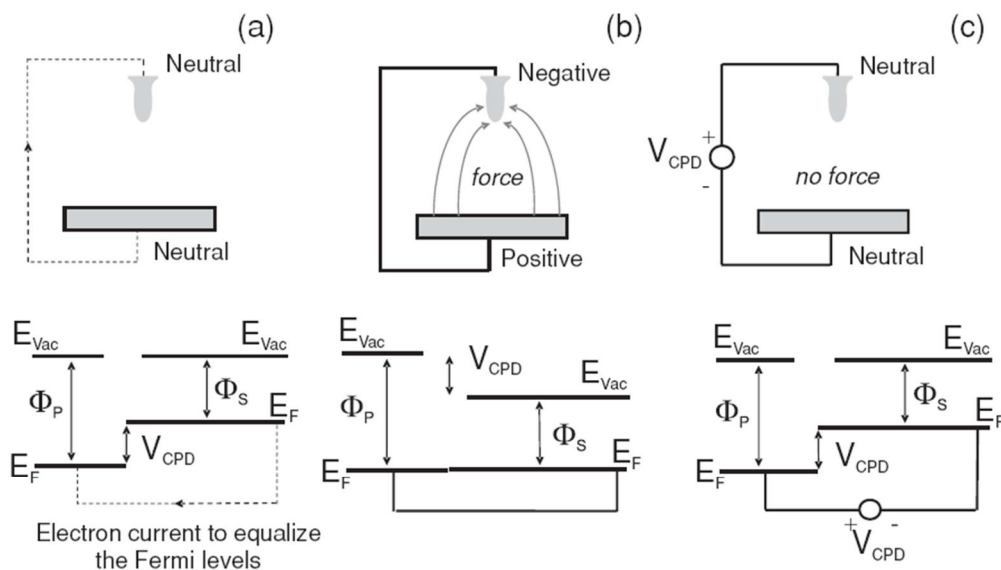 (a)
Neutral
Neutral
(b)
Negative
force
Positive
(c)
Neutral
V_CPD
+
-
no force
Neutral
E_Vac
E_Vac
Φ_P
Φ_S
E_F
E_F
V_CPD
Electron current to equalize
the Fermi levels
E_Vac
V_CPD
E_Vac
Φ_P
Φ_S
E_F
E_F
E_Vac
E_Vac
Φ_P
Φ_S
E_F
E_F
V_CPD
+ -
V_CPD